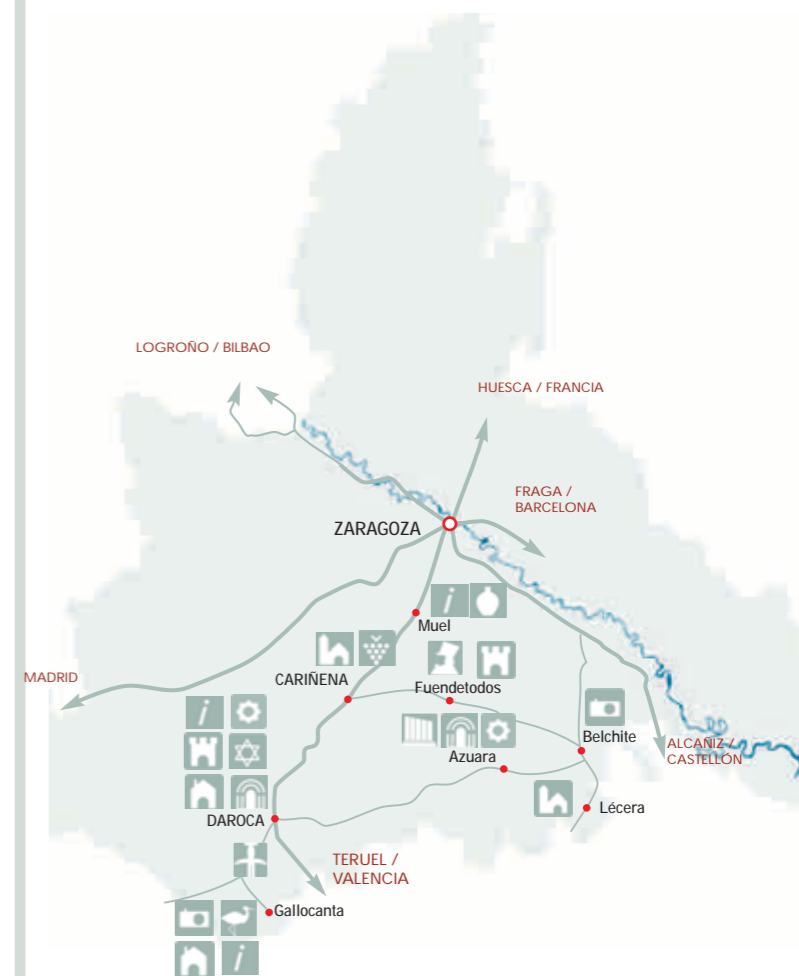 LOGROÑO / BILBAO
HUESCA / FRANCIA
FRAGA /
BARCELONA
ZARAGOZA
i
Muel
CARIÑENA
MADRID
Fuendetodos
i
Belchite
ALCAÑIZ /
CASTELLÓN
Azuara
Lécera
DAROCA
TERUEL /
VALENCIA
Gallocanta
i